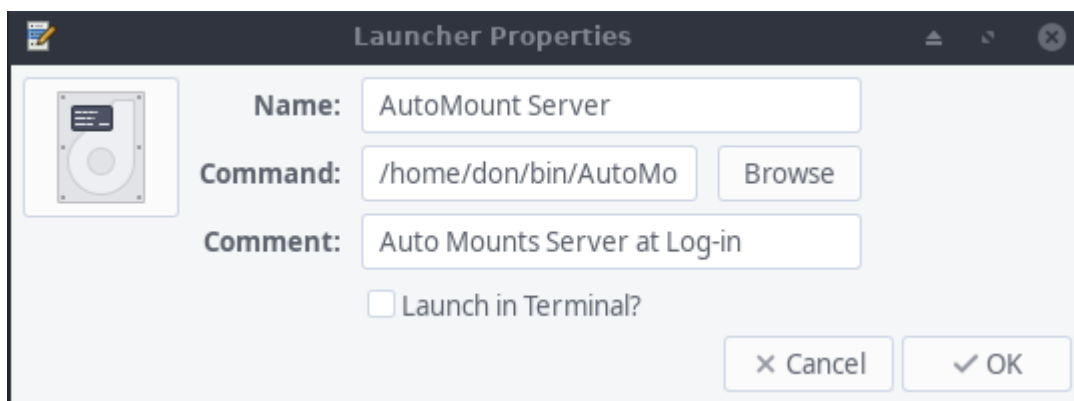 Launcher Properties
Name: AutoMount Server
Command: /home/don/bin/AutoMo Browse
Comment: Auto Mounts Server at Log-in
Launch in Terminal?
Cancel OK